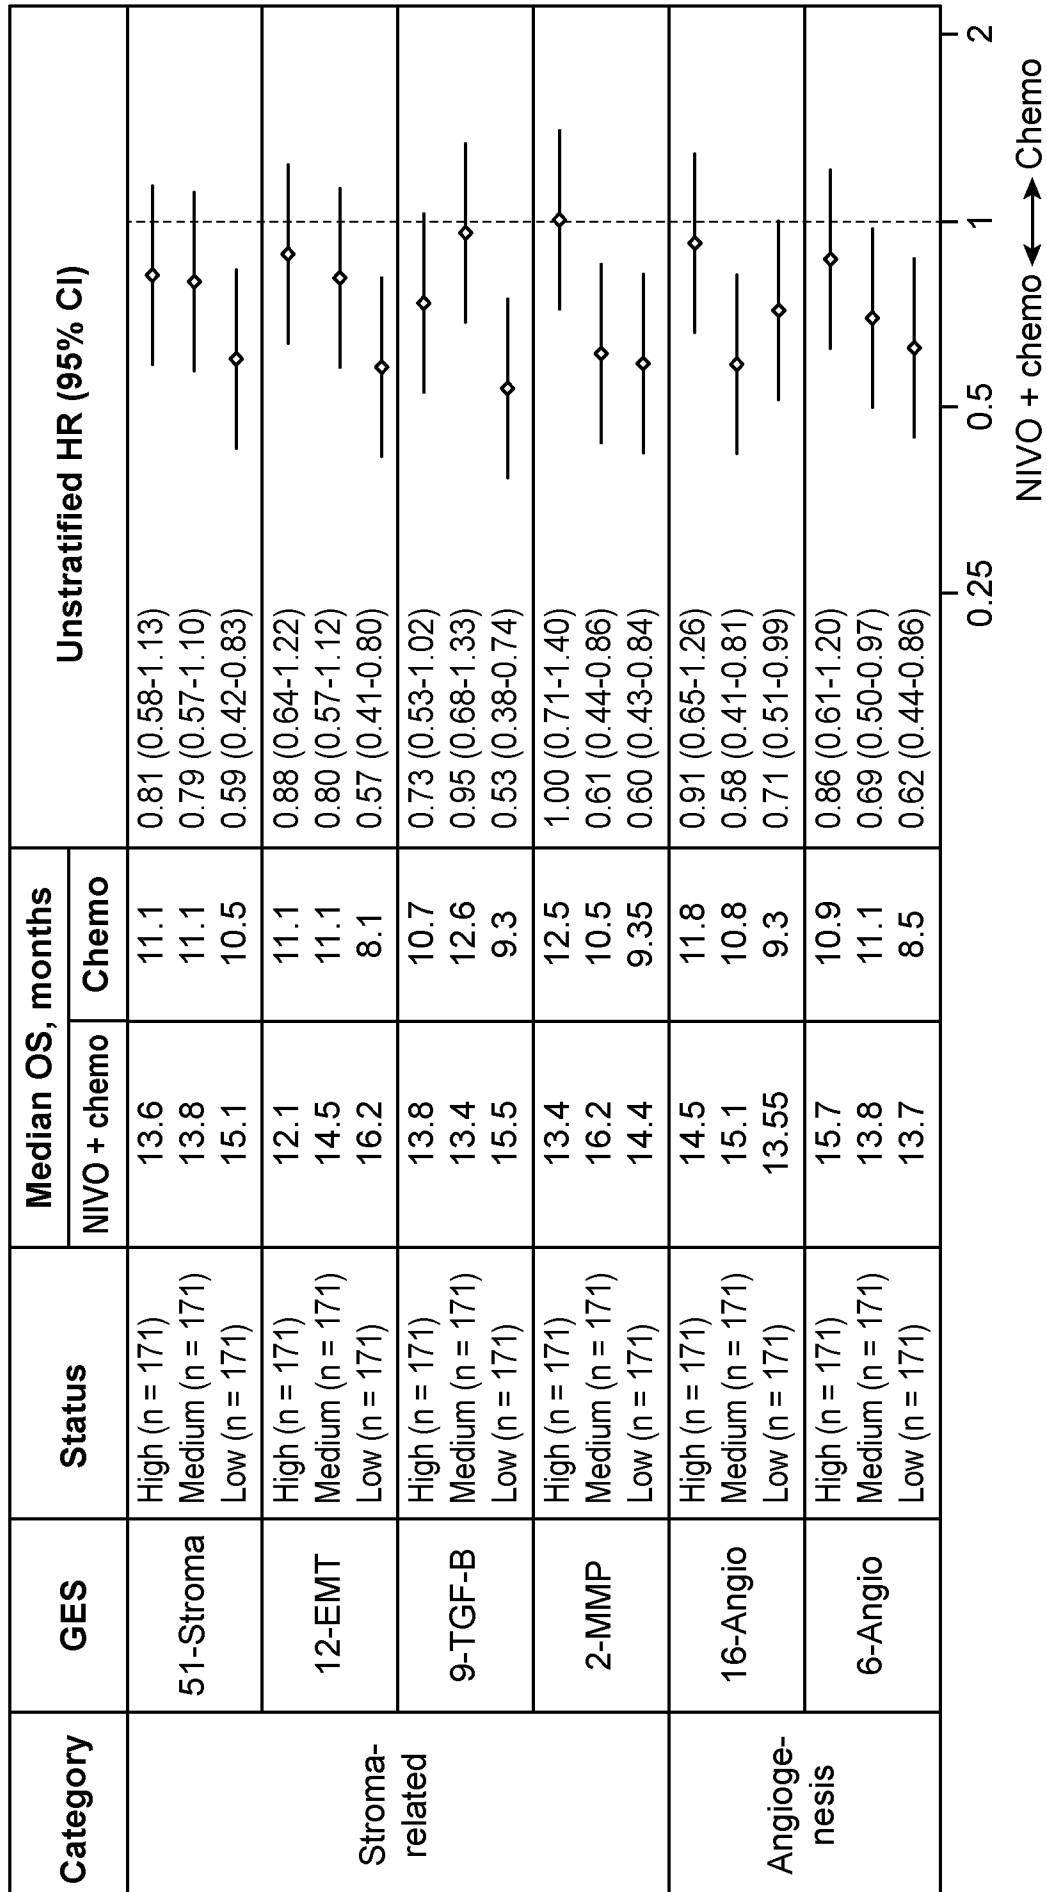 Category GES Status Median OS, months Unstratified HR (95% CI)
NIVO + chemo Chemo
Stroma-
related
51-Stroma
High (n = 171) 13.6 11.1 0.81 (0.58-1.13)
Medium (n = 171) 13.8 11.1 0.79 (0.57-1.10)
Low (n = 171) 15.1 10.5 0.59 (0.42-0.83)
12-EMT
High (n = 171) 12.1 11.1 0.88 (0.64-1.22)
Medium (n = 171) 14.5 11.1 0.80 (0.57-1.12)
Low (n = 171) 16.2 8.1 0.57 (0.41-0.80)
9-TGF-B
High (n = 171) 13.8 10.7 0.73 (0.53-1.02)
Medium (n = 171) 13.4 12.6 0.95 (0.68-1.33)
Low (n = 171) 15.5 9.3 0.53 (0.38-0.74)
2-MMP
High (n = 171) 13.4 12.5 1.00 (0.71-1.40)
Medium (n = 171) 16.2 10.5 0.61 (0.44-0.86)
Low (n = 171) 14.4 9.35 0.60 (0.43-0.84)
Angioge-
nesis
16-Angio
High (n = 171) 14.5 11.8 0.91 (0.65-1.26)
Medium (n = 171) 15.1 10.8 0.58 (0.41-0.81)
Low (n = 171) 13.55 9.3 0.71 (0.51-0.99)
6-Angio
High (n = 171) 15.7 10.9 0.86 (0.61-1.20)
Medium (n = 171) 13.8 11.1 0.69 (0.50-0.97)
Low (n = 171) 13.7 8.5 0.62 (0.44-0.86)
0.25 0.5 1 2
NIVO + chemo Chemo